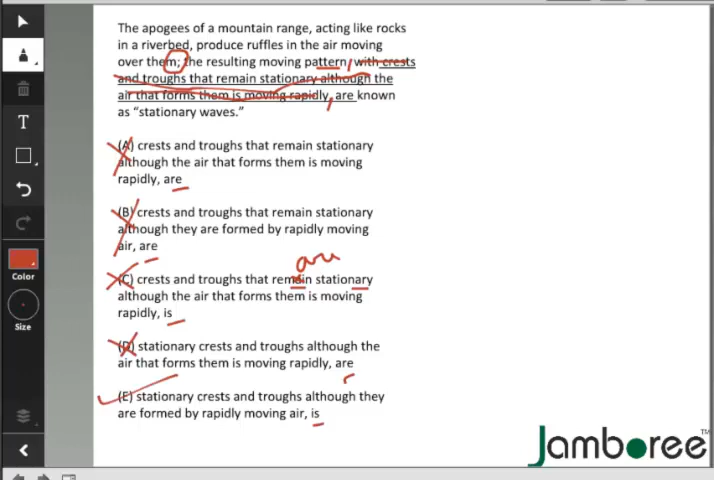 The apogees of a mountain range, acting like rocks
in a riverbed, produce ruffles in the air moving
over them; the resulting moving pattern, with crests
and troughs that remain stationary although the
air that forms them is moving rapidly, are known
as “stationary waves.”
(A) crests and troughs that remain stationary
although the air that forms them is moving
rapidly, are
(B) crests and troughs that remain stationary
although they are formed by rapidly moving
air, are
are
(C) crests and troughs that remain stationary
although the air that forms them is moving
rapidly, is
(D) stationary crests and troughs although the
air that forms them is moving rapidly, are
(E) stationary crests and troughs although they
are formed by rapidly moving air, is
T
Color
Size
Jamboree™